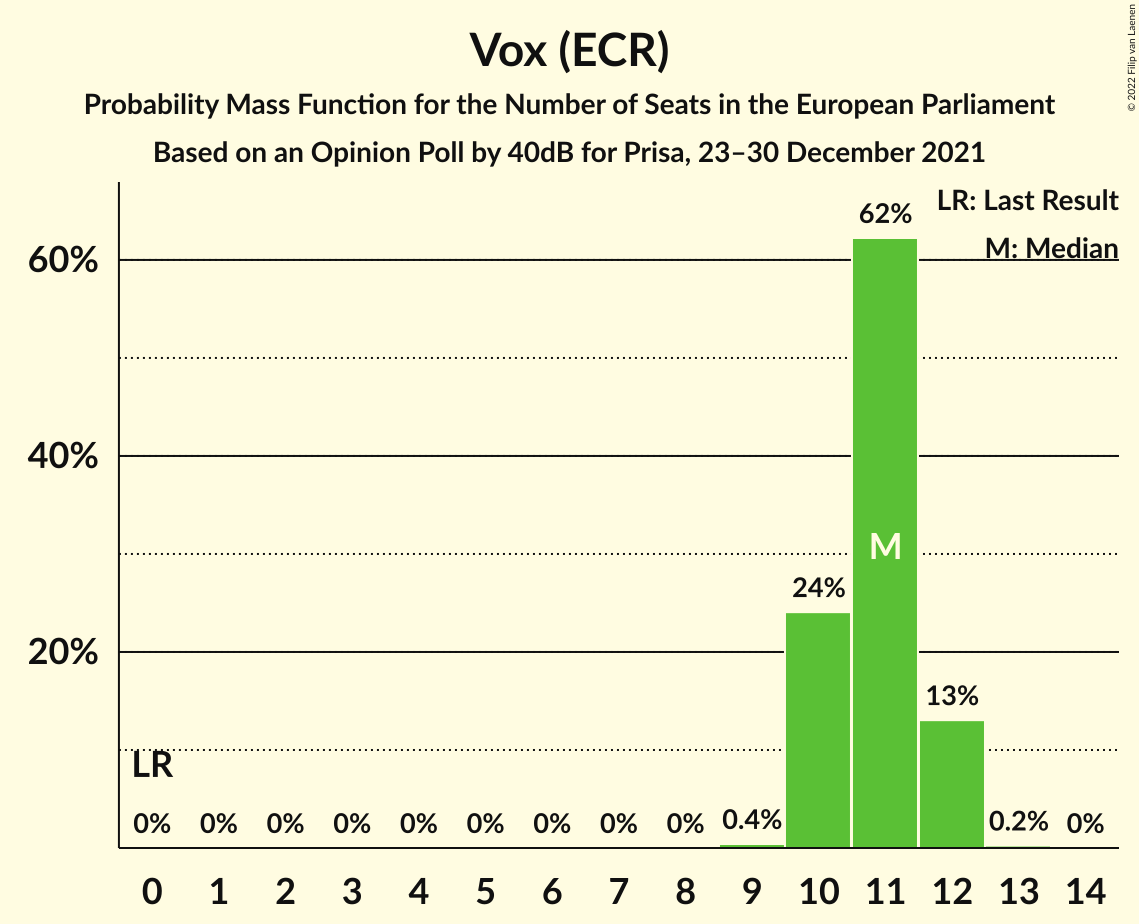 Vox (ECR)
Probability Mass Function for the Number of Seats in the European Parliament
Based on an Opinion Poll by 40dB for Prisa, 23–30 December 2021
© 2022 Filip van Laenen
LR: Last Result
M: Median
60%
40%
20%
62%
M
24%
13%
LR
0% 0% 0% 0% 0% 0% 0% 0% 0% 0.4% 0.2% 0%
0 1 2 3 4 5 6 7 8 9 10 11 12 13 14